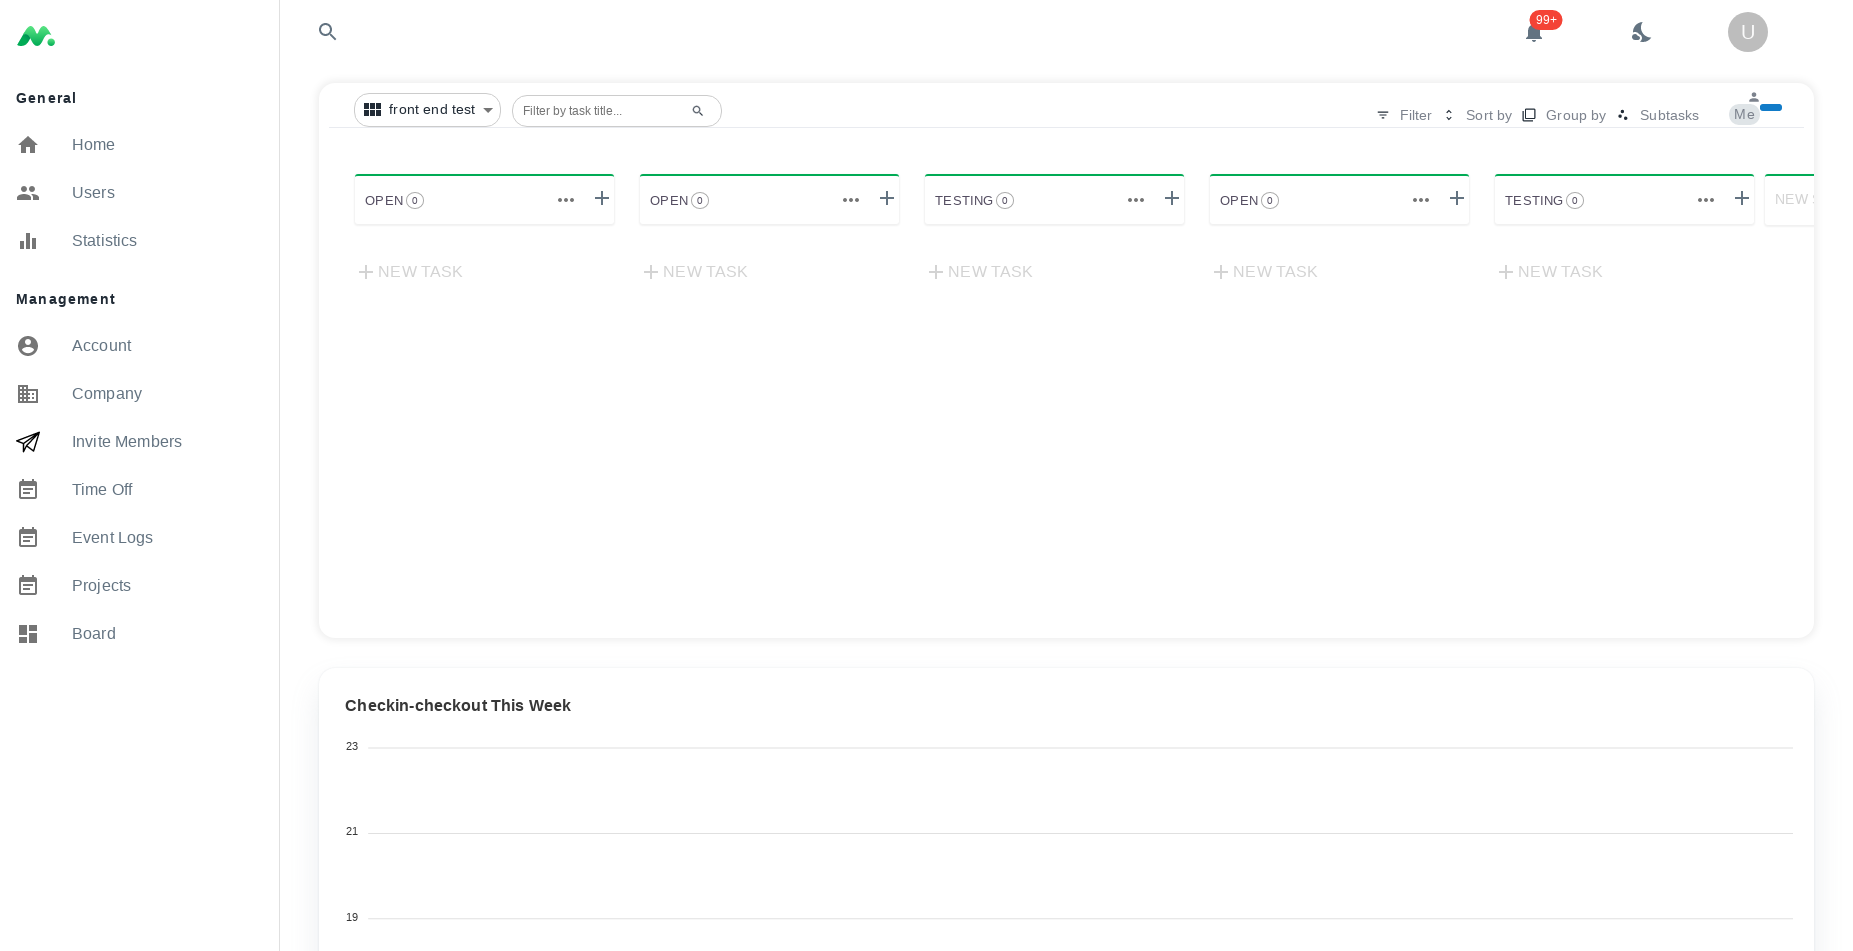 99+
U
General
Home
Users
Statistics
Management
Account
Company
Invite Members
Time Off
Event Logs
Projects
Board
front end test
Filter by task title...
Filter
Sort by
Group by
Subtasks
Me
OPEN 0
OPEN 0
TESTING 0
OPEN 0
TESTING 0
NEW
NEW TASK
NEW TASK
NEW TASK
NEW TASK
NEW TASK
Checkin-checkout This Week
23
21
19